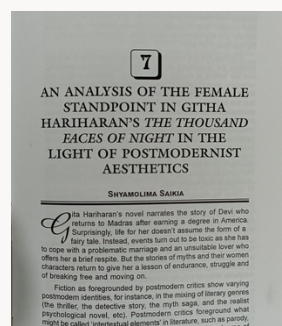 7
AN ANALYSIS OF THE FEMALE
STANDPOINT IN GITHA
HARIHARAN'S THE THOUSAND
FACES OF NIGHT IN THE
LIGHT OF POSTMODERNIST
AESTHETICS
SHYAMOLIMA SAIKIA
Gita Hariharan's novel narrates the story of Devi who
returns to Madras after earning a degree in America.
Surprisingly, life for her doesn't assume the form of a
fairy tale. Instead, events turn out to be toxic as she has
to cope with a problematic marriage and an unsuitable lover who
offers her a brief respite. But the stories of myths and their women
characters return to give her a lesson of endurance, struggle and
of breaking free and moving on.
Fiction as foregrounded by postmodern critics show varying
postmodern identities, for instance, in the mixing of literary genres
(the thriller, the detective story, the myth saga, and the realist
psychological novel, etc). Postmodern critics foreground what
might be called 'intertextual elements' in literature, such as parody,